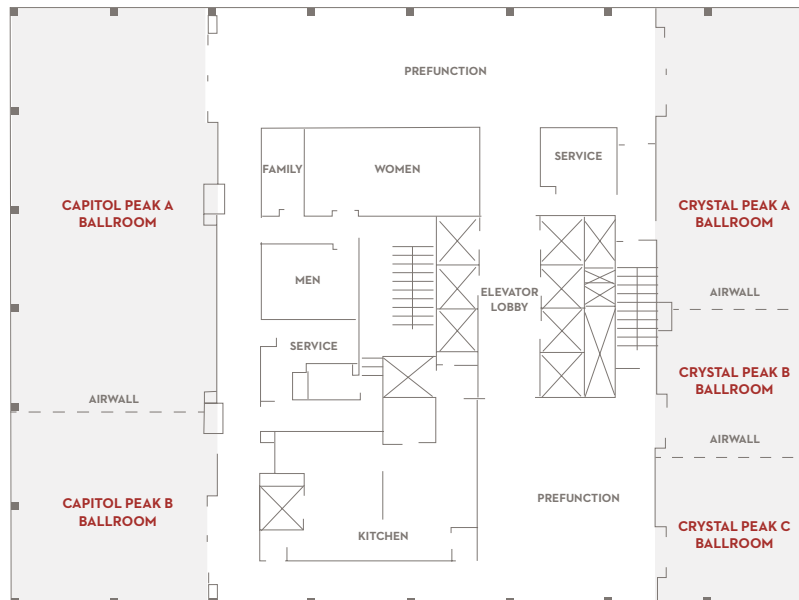 PREFUNCTION
FAMILY
WOMEN
SERVICE
CAPITOL PEAK A
BALLROOM
CRYSTAL PEAK A
BALLROOM
MEN
ELEVATOR
LOBBY
AIRWALL
SERVICE
CRYSTAL PEAK B
BALLROOM
AIRWALL
AIRWALL
CAPITOL PEAK B
BALLROOM
PREFUNCTION
KITCHEN
CRYSTAL PEAK C
BALLROOM